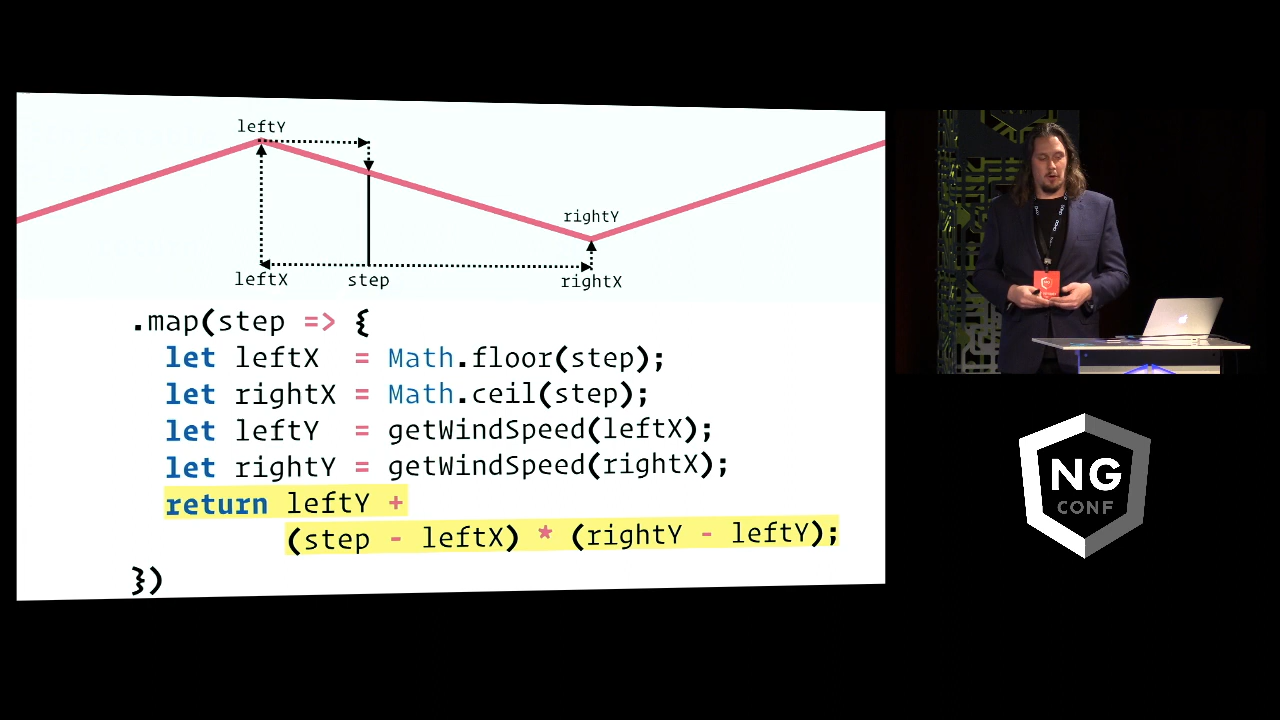 leftY
rightY
leftX
step
rightX
.map(step => {
let leftX = Math.floor(step);
let rightX = Math.ceil(step);
let leftY = getWindSpeed(leftX);
let rightY = getWindSpeed(rightX);
return leftY +
(step - leftX) * (rightY - leftY);
})
NG
CONF